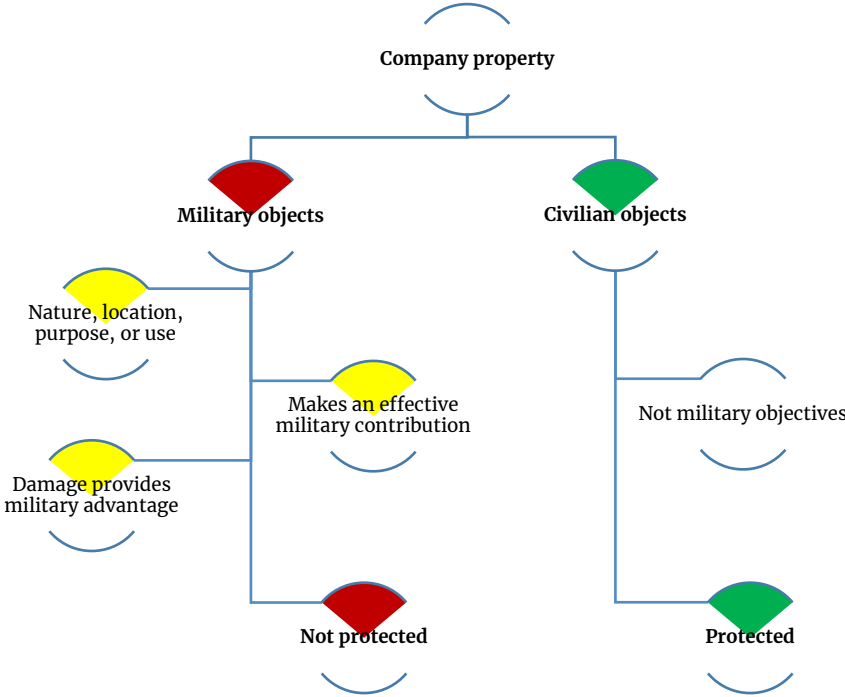 Company property
Military objects
Civilian objects
Nature, location,
purpose, or use
Makes an effective
military contribution
Not military objectives
Damage provides
military advantage
Not protected
Protected